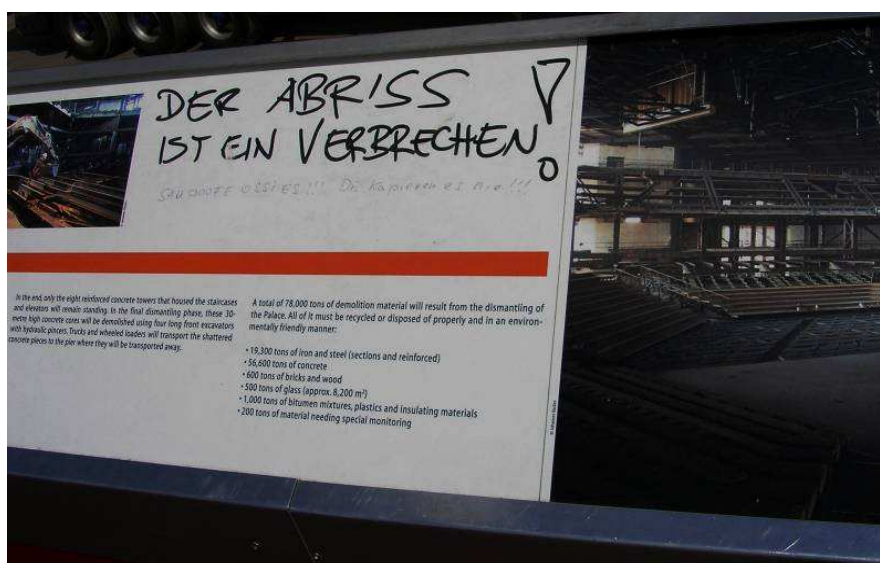 DER ABRISS !
IST EIN VERBRECHEN
SAUDOOFE OSSIES!!! Die Kapieren es nie!!!
In the end, only the eight reinforced concrete towers that housed the staircases
and elevators will remain standing. In the final dismantling phase, these 30-
metre high concrete cores will be demolished using four long front excavators
with hydraulic pincers. Trucks and wheeled loaders will transport the shattered
concrete pieces to the pier where they will be transported away.
A total of 78,000 tons of demolition material will result from the dismantling of
the Palace. All of it must be recycled or disposed of properly and in an environ-
mentally friendly manner:
• 19,300 tons of iron and steel (sections and reinforced)
• 56,600 tons of concrete
• 600 tons of bricks and wood
• 500 tons of glass (approx. 8,200 m²)
• 1,000 tons of bitumen mixtures, plastics and insulating materials
• 200 tons of material needing special monitoring